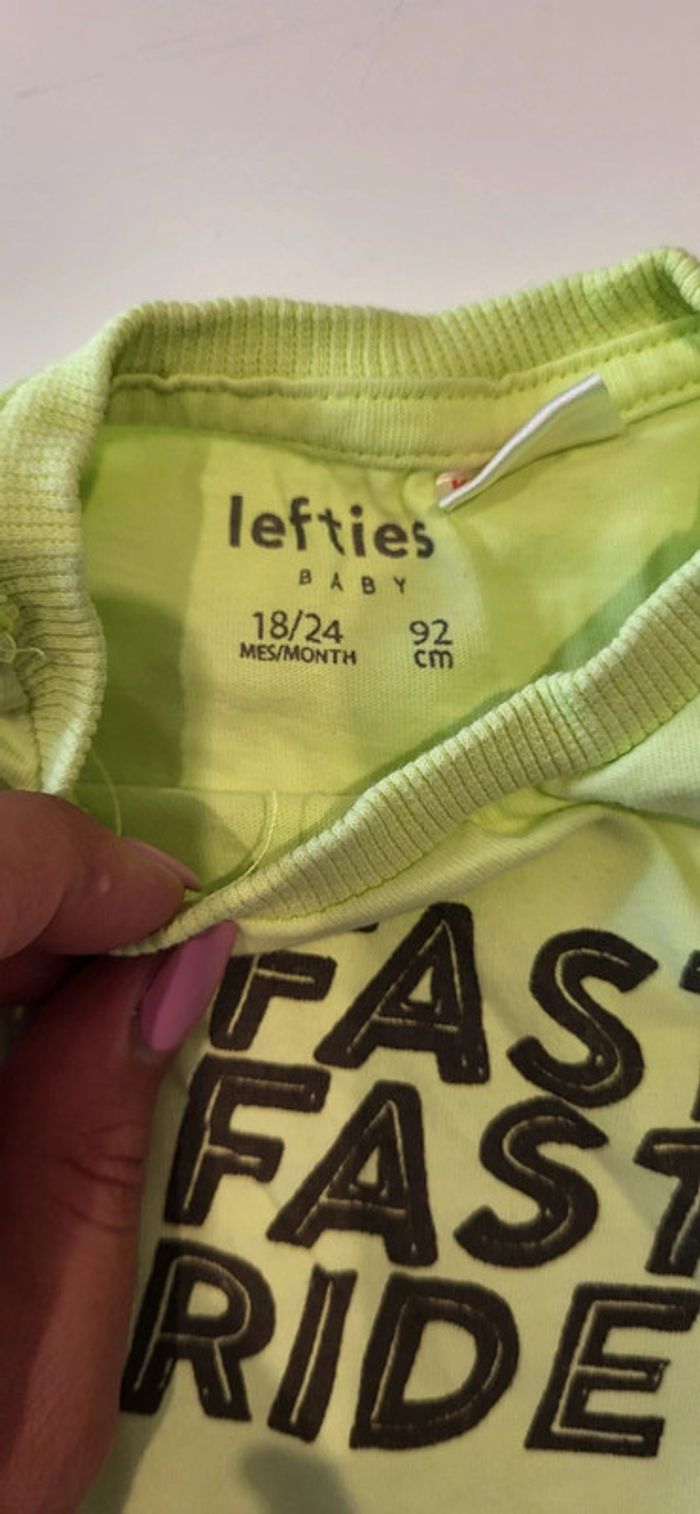 lefties
BABY
18/24 92
MES/MONTH cm
FAST
FAST
RIDE